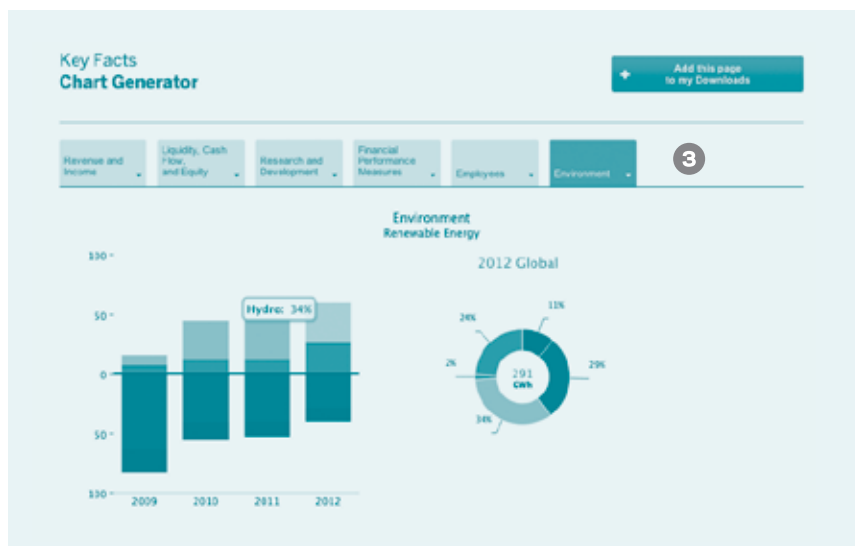 Key Facts
Chart Generator
+
Add this page
to my Downloads
Revenue and
Income
Liquidity, Cash
Flow,
and Equity
Research and
Development
Financial
Performance
Measures
Employees
Environment
3
Environment
Renewable Energy
100
50
0
50
100
Hydro: 34%
2009 2010 2011 2012
2012 Global
11%
24%
29%
2%
34%
291
GWh